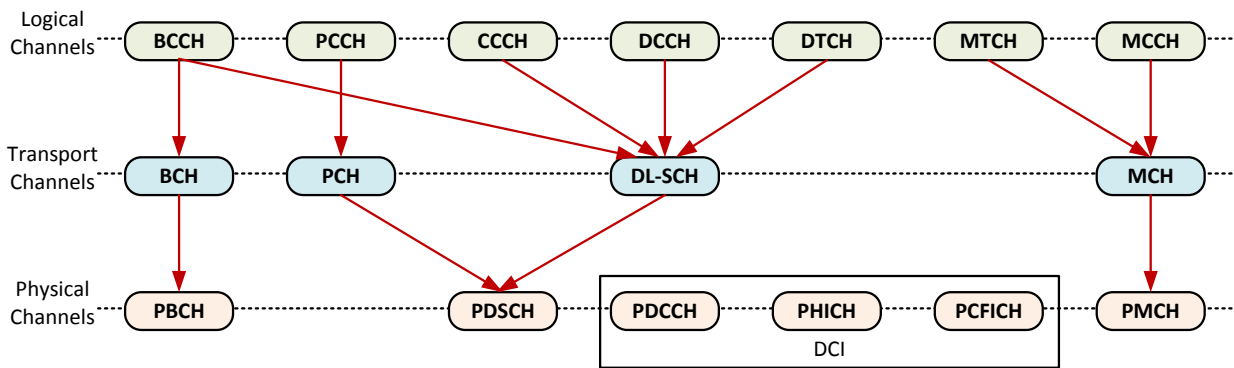 Logical
Channels
BCCH PCCH CCCH DCCH DTCH MTCH MCCH
Transport
Channels
BCH PCH DL-SCH MCH
Physical
Channels
PBCH PDSCH PDCCH PHICH PCFICH PMCH
DCI